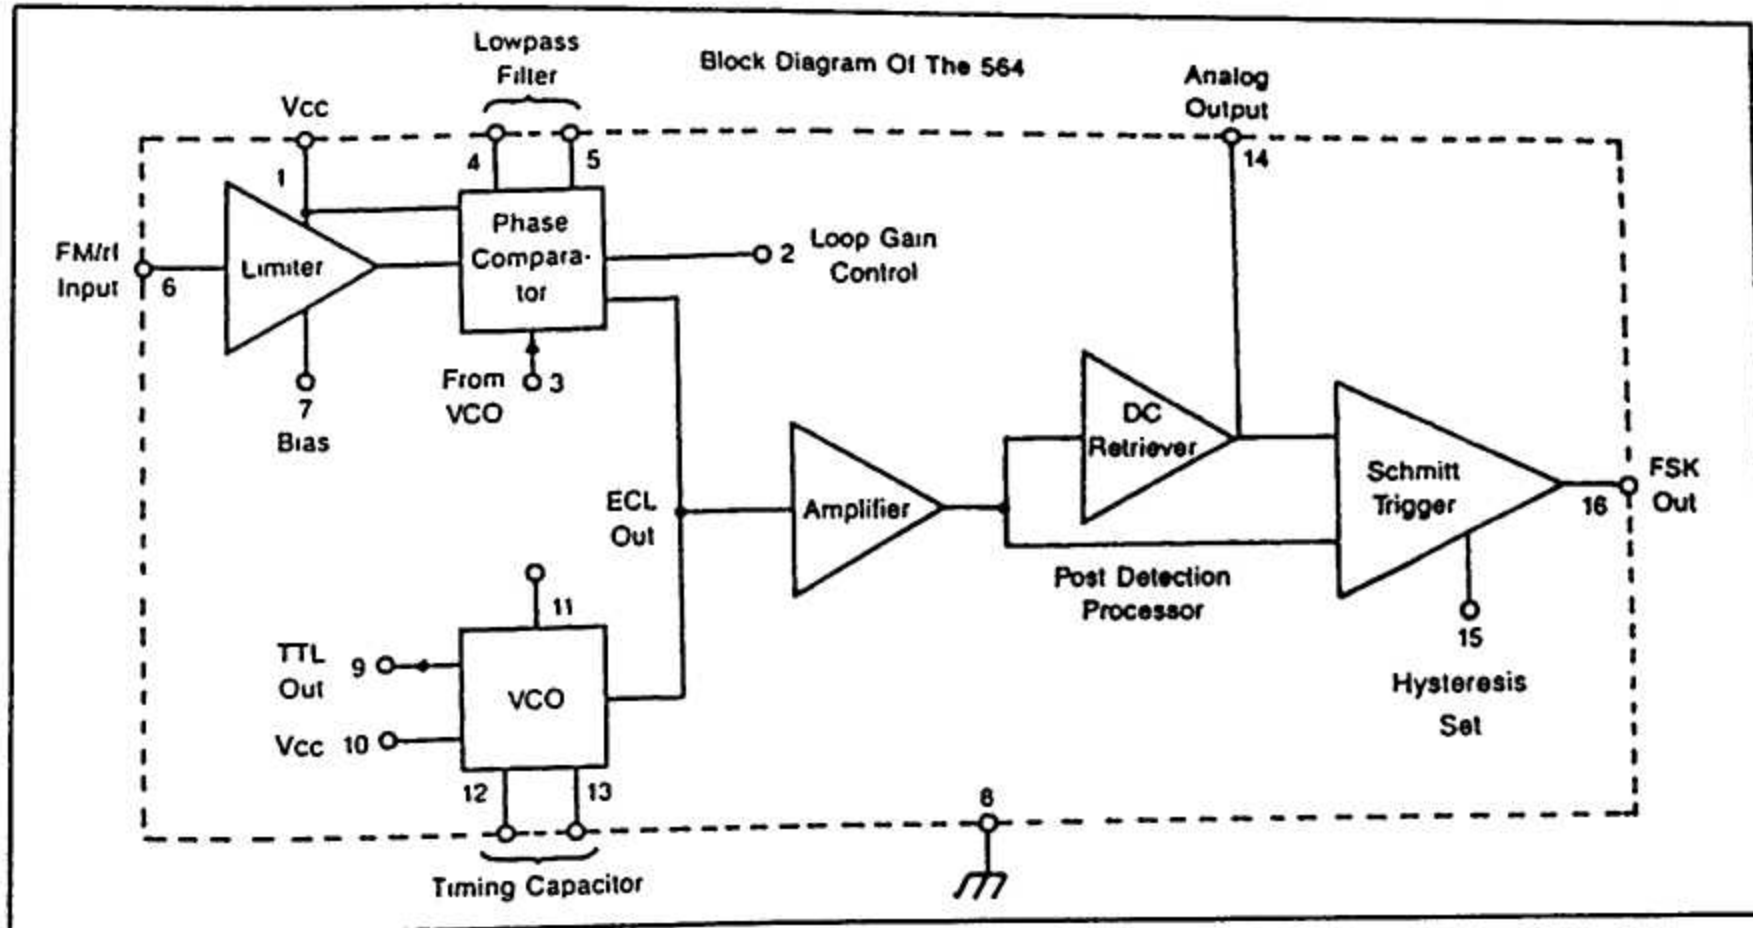 Block Diagram Of The 564
Lowpass
Filter
Vcc
Analog
Output
1
4
5
14
FM/rf
Input
6
Limiter
Phase
Compara-
tor
2
Loop Gain
Control
7
Bias
From
VCO
3
ECL
Out
Amplifier
DC
Retriever
Schmitt
Trigger
16
FSK
Out
Post Detection
Processor
15
Hysteresis
Set
11
TTL
Out
9
VCO
Vcc
10
12
13
Timing Capacitor
8